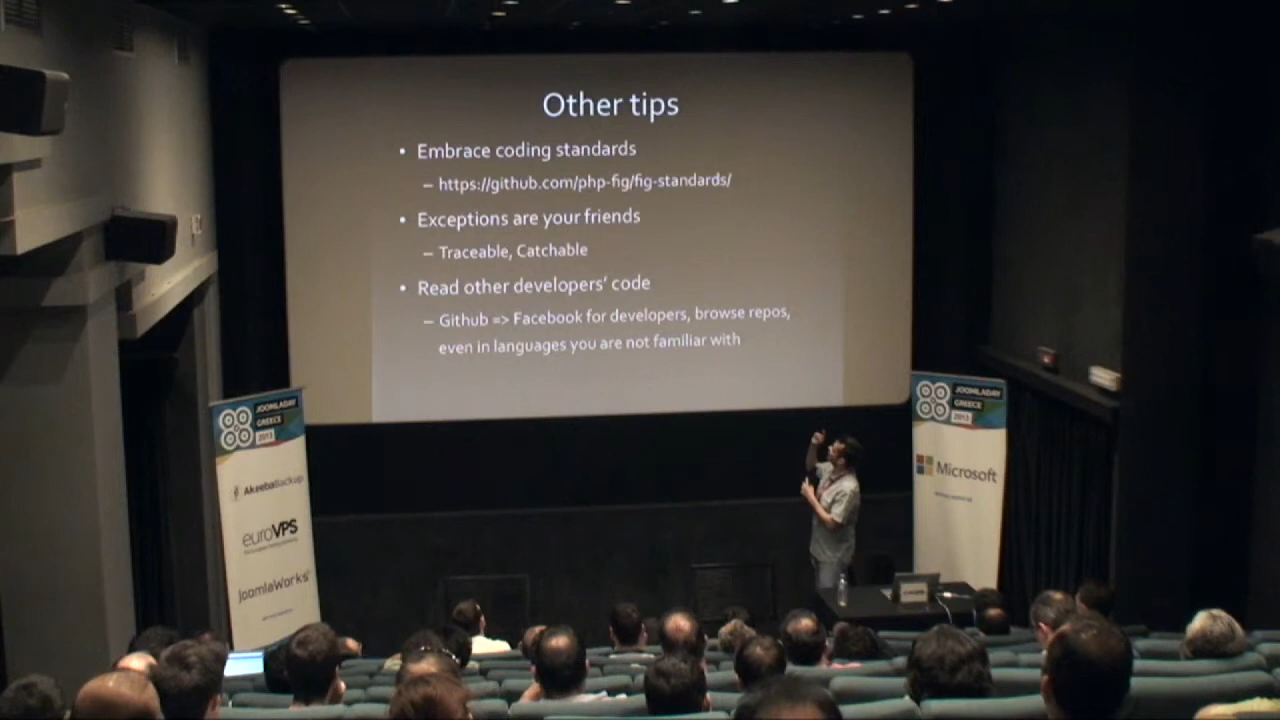 Other tips
• Embrace coding standards
– https://github.com/php-fig/fig-standards/
• Exceptions are your friends
– Traceable, Catchable
• Read other developers' code
– Github => Facebook for developers, browse repos,
even in languages you are not familiar with
JOOMLADAY
GREECE
2013
AkeebaBackup
euroVPS
JoomlaWorks
JOOMLADAY
GREECE
2013
Microsoft